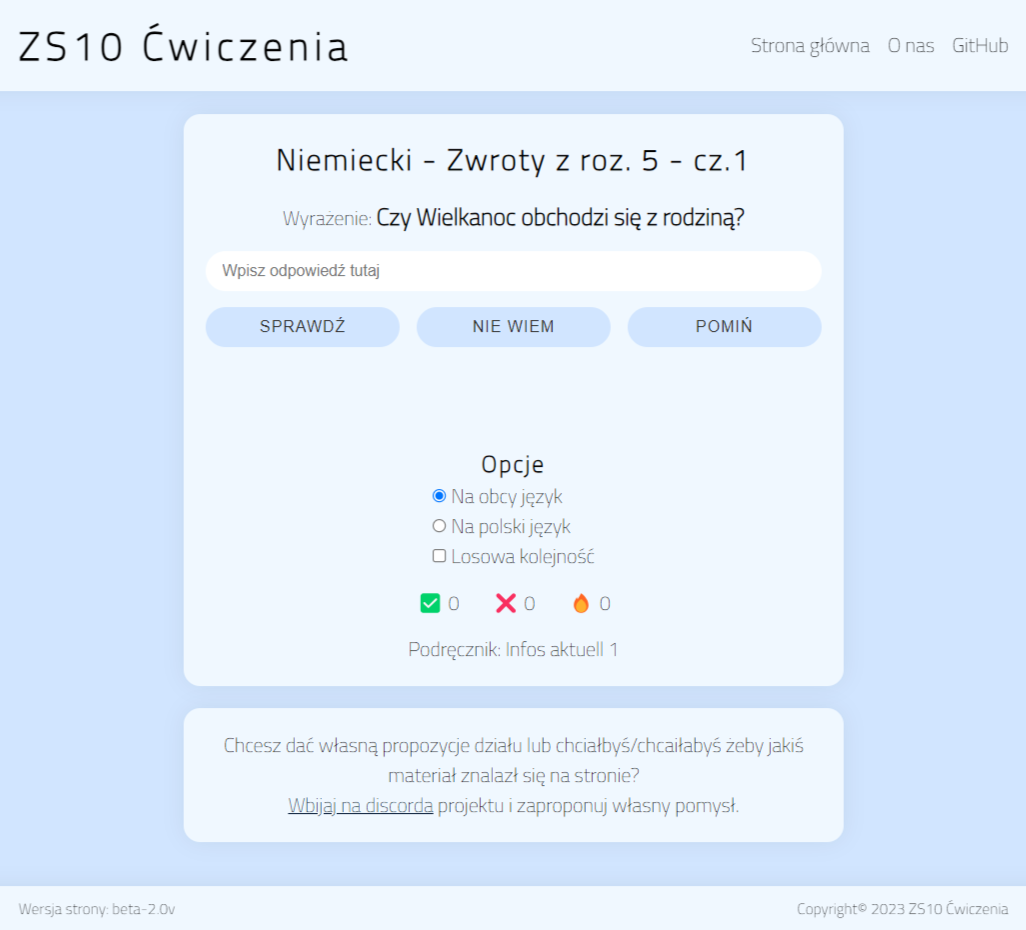 ZS10 Ćwiczenia
Strona główna O nas GitHub
Niemiecki - Zwroty z roz. 5 - cz.1
Wyrażenie: Czy Wielkanoc obchodzi się z rodziną?
Wpisz odpowiedź tutaj
SPRAWDŹ NIE WIEM POMIŃ
Opcje
Na obcy język
Na polski język
Losowa kolejność
0 0 0
Podręcznik: Infos aktuell 1
Chcesz dać własną propozycje działu lub chciałbyś/chcaiłabyś żeby jakiś
materiał znalazł się na stronie?
Wbijaj na discorda projektu i zaproponuj własny pomysł.
Wersja strony: beta-2.0v
Copyright© 2023 ZS10 Ćwiczenia